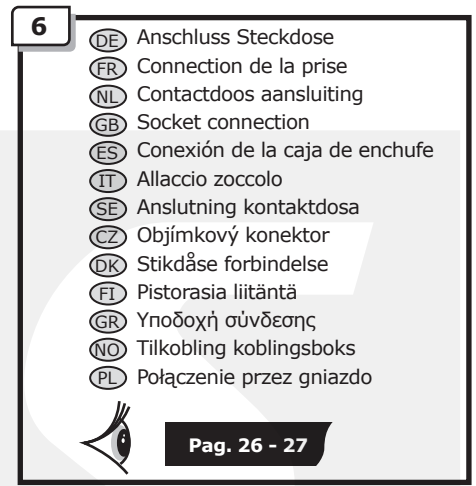 6
DE Anschluss Steckdose
FR Connection de la prise
NL Contactdoos aansluiting
GB Socket connection
ES Conexión de la caja de enchufe
IT Allaccio zoccolo
SE Anslutning kontaktdosa
CZ Objímkový konektor
DK Stikdåse forbindelse
FI Pistorasia liitäntä
GR Υποδοχή σύνδεσης
NO Tilkobling koblingsboks
PL Połączenie przez gniazdo
Pag. 26 - 27